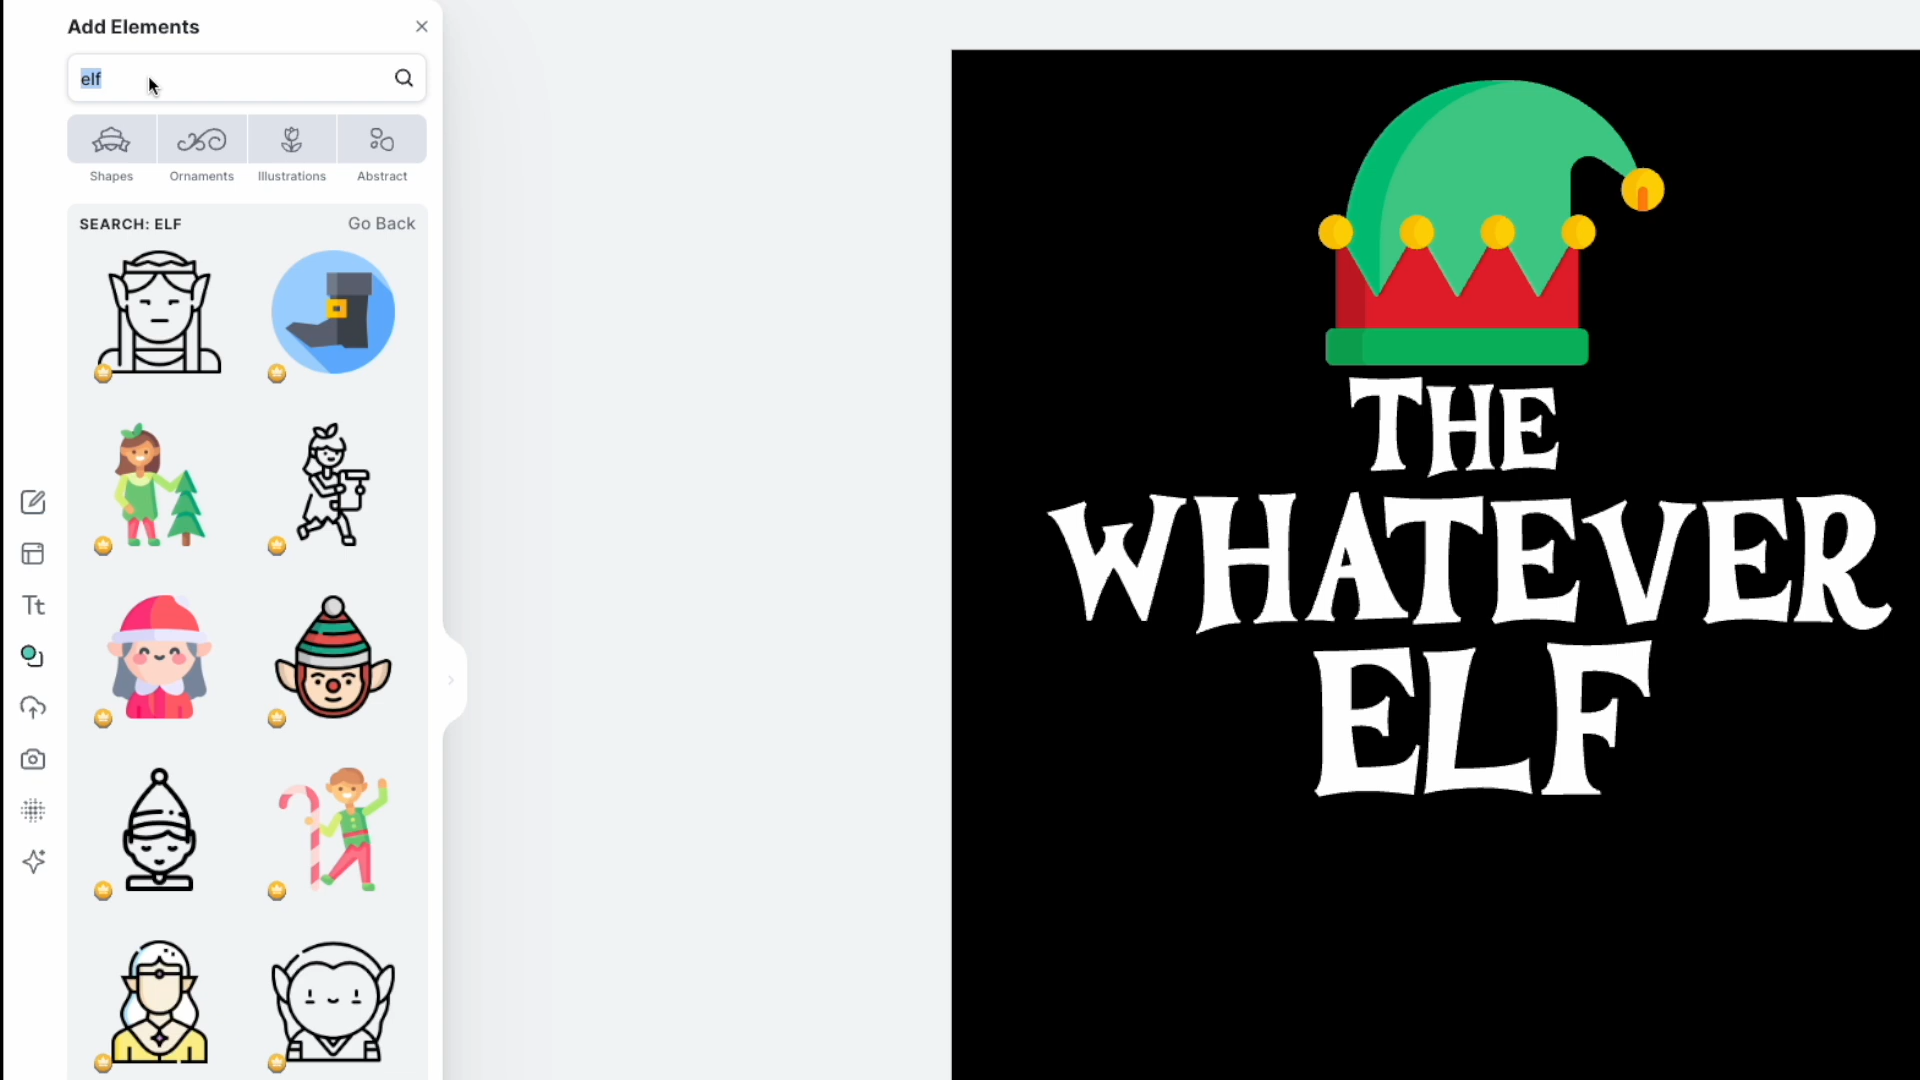 Add Elements
elf
Shapes
Ornaments
Illustrations
Abstract
SEARCH: ELF
Go Back
Tt
THE
WHATEVER
ELF